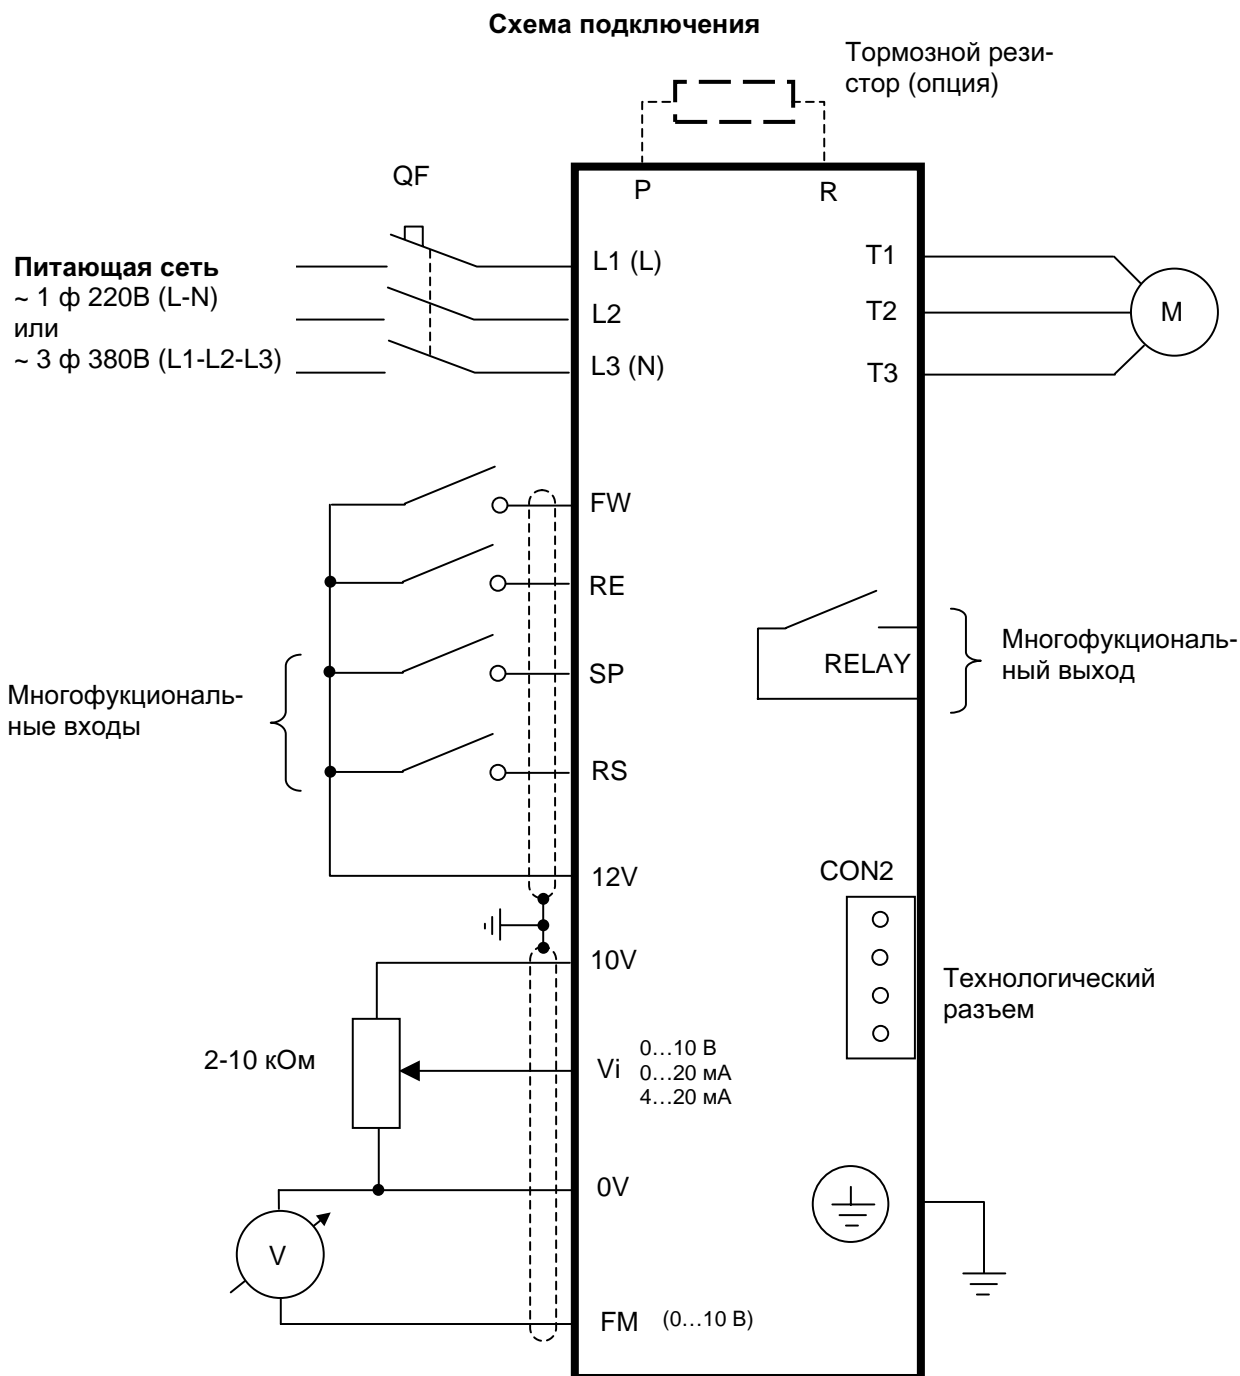 Схема подключения
Тормозной рези-
стор (опция)
QF
P
R
Питающая сеть
~ 1 ф 220В (L-N)
или
~ 3 ф 380В (L1-L2-L3)
L1 (L)
L2
L3 (N)
T1
T2
T3
M
FW
RE
SP
RS
12V
Многофукциональ-
ные входы
RELAY
Многофукциональ-
ный выход
CON2
Технологический
разъем
10V
2-10 кОм
Vi
0…10 В
0…20 мА
4…20 мА
0V
V
FM
(0…10 В)